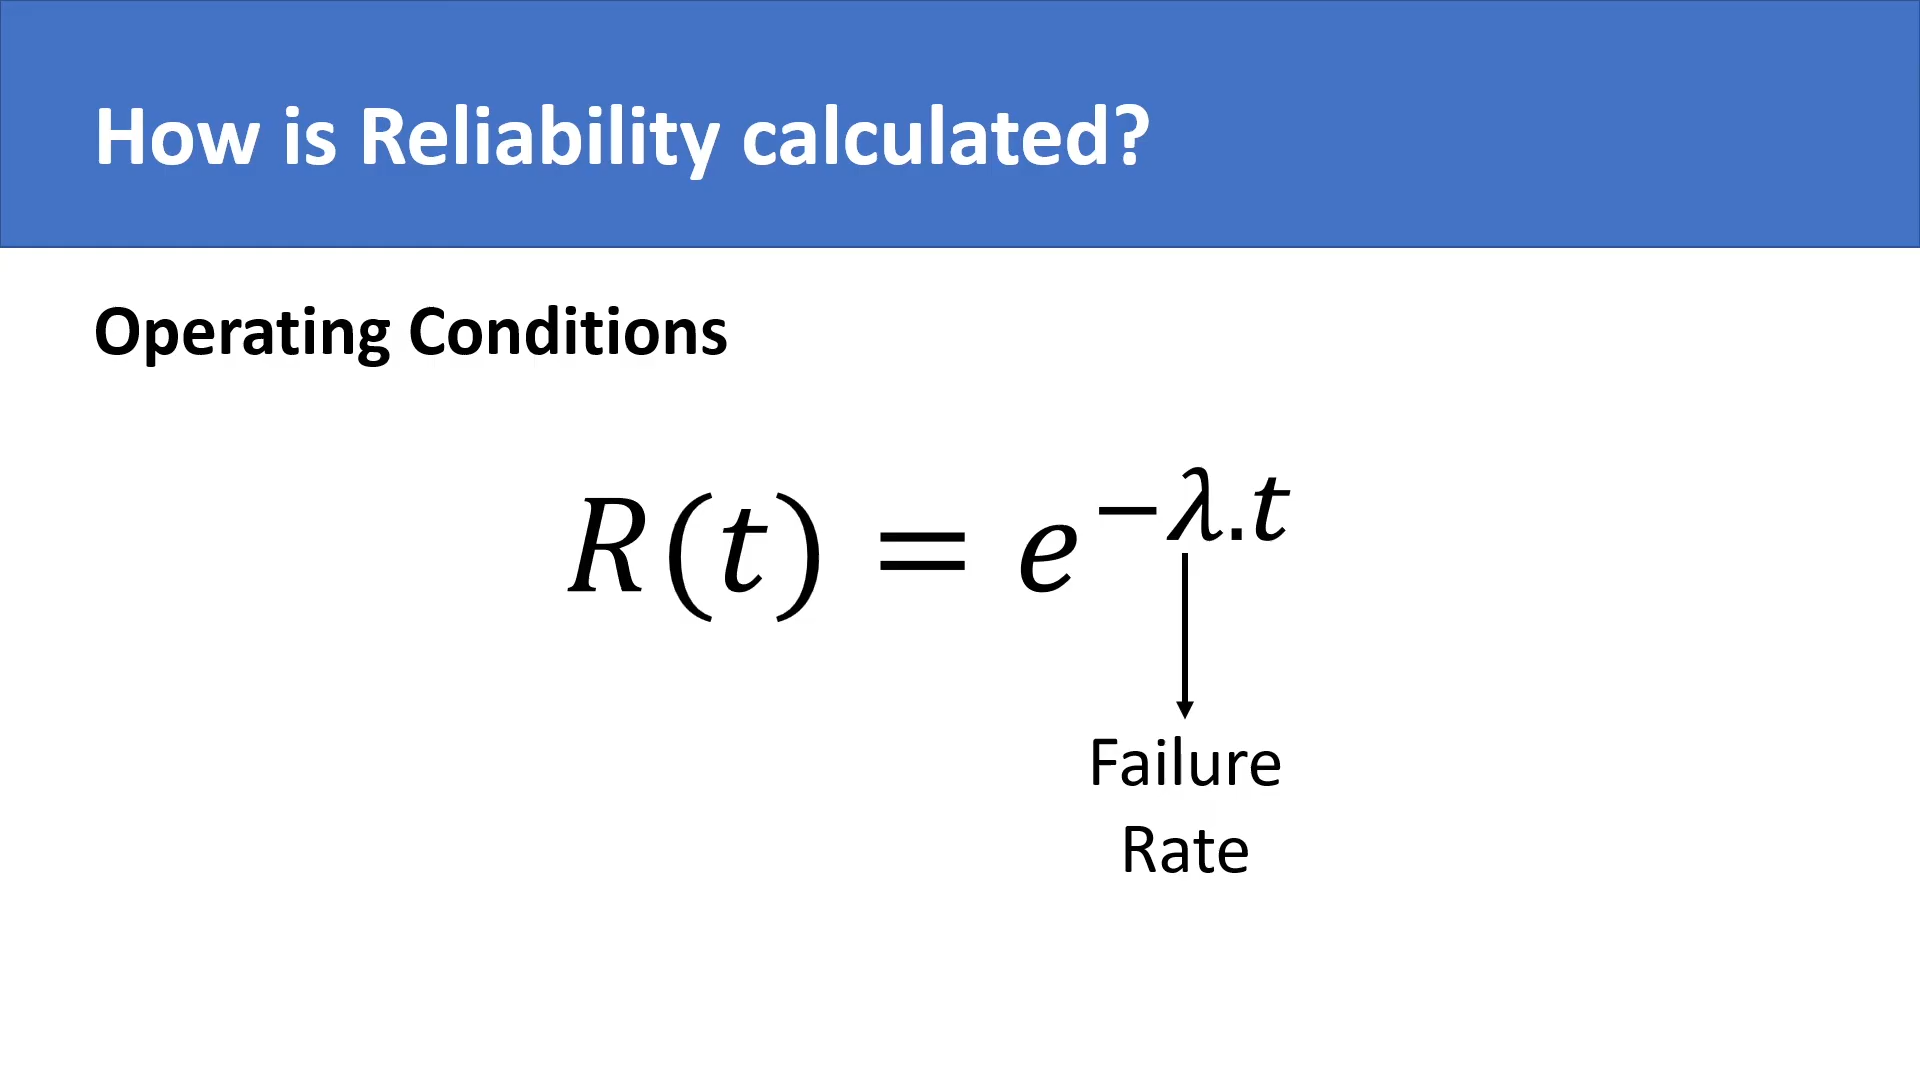 How is Reliability calculated?
Operating Conditions
R(t) = e^{−λ.t}
Failure
Rate